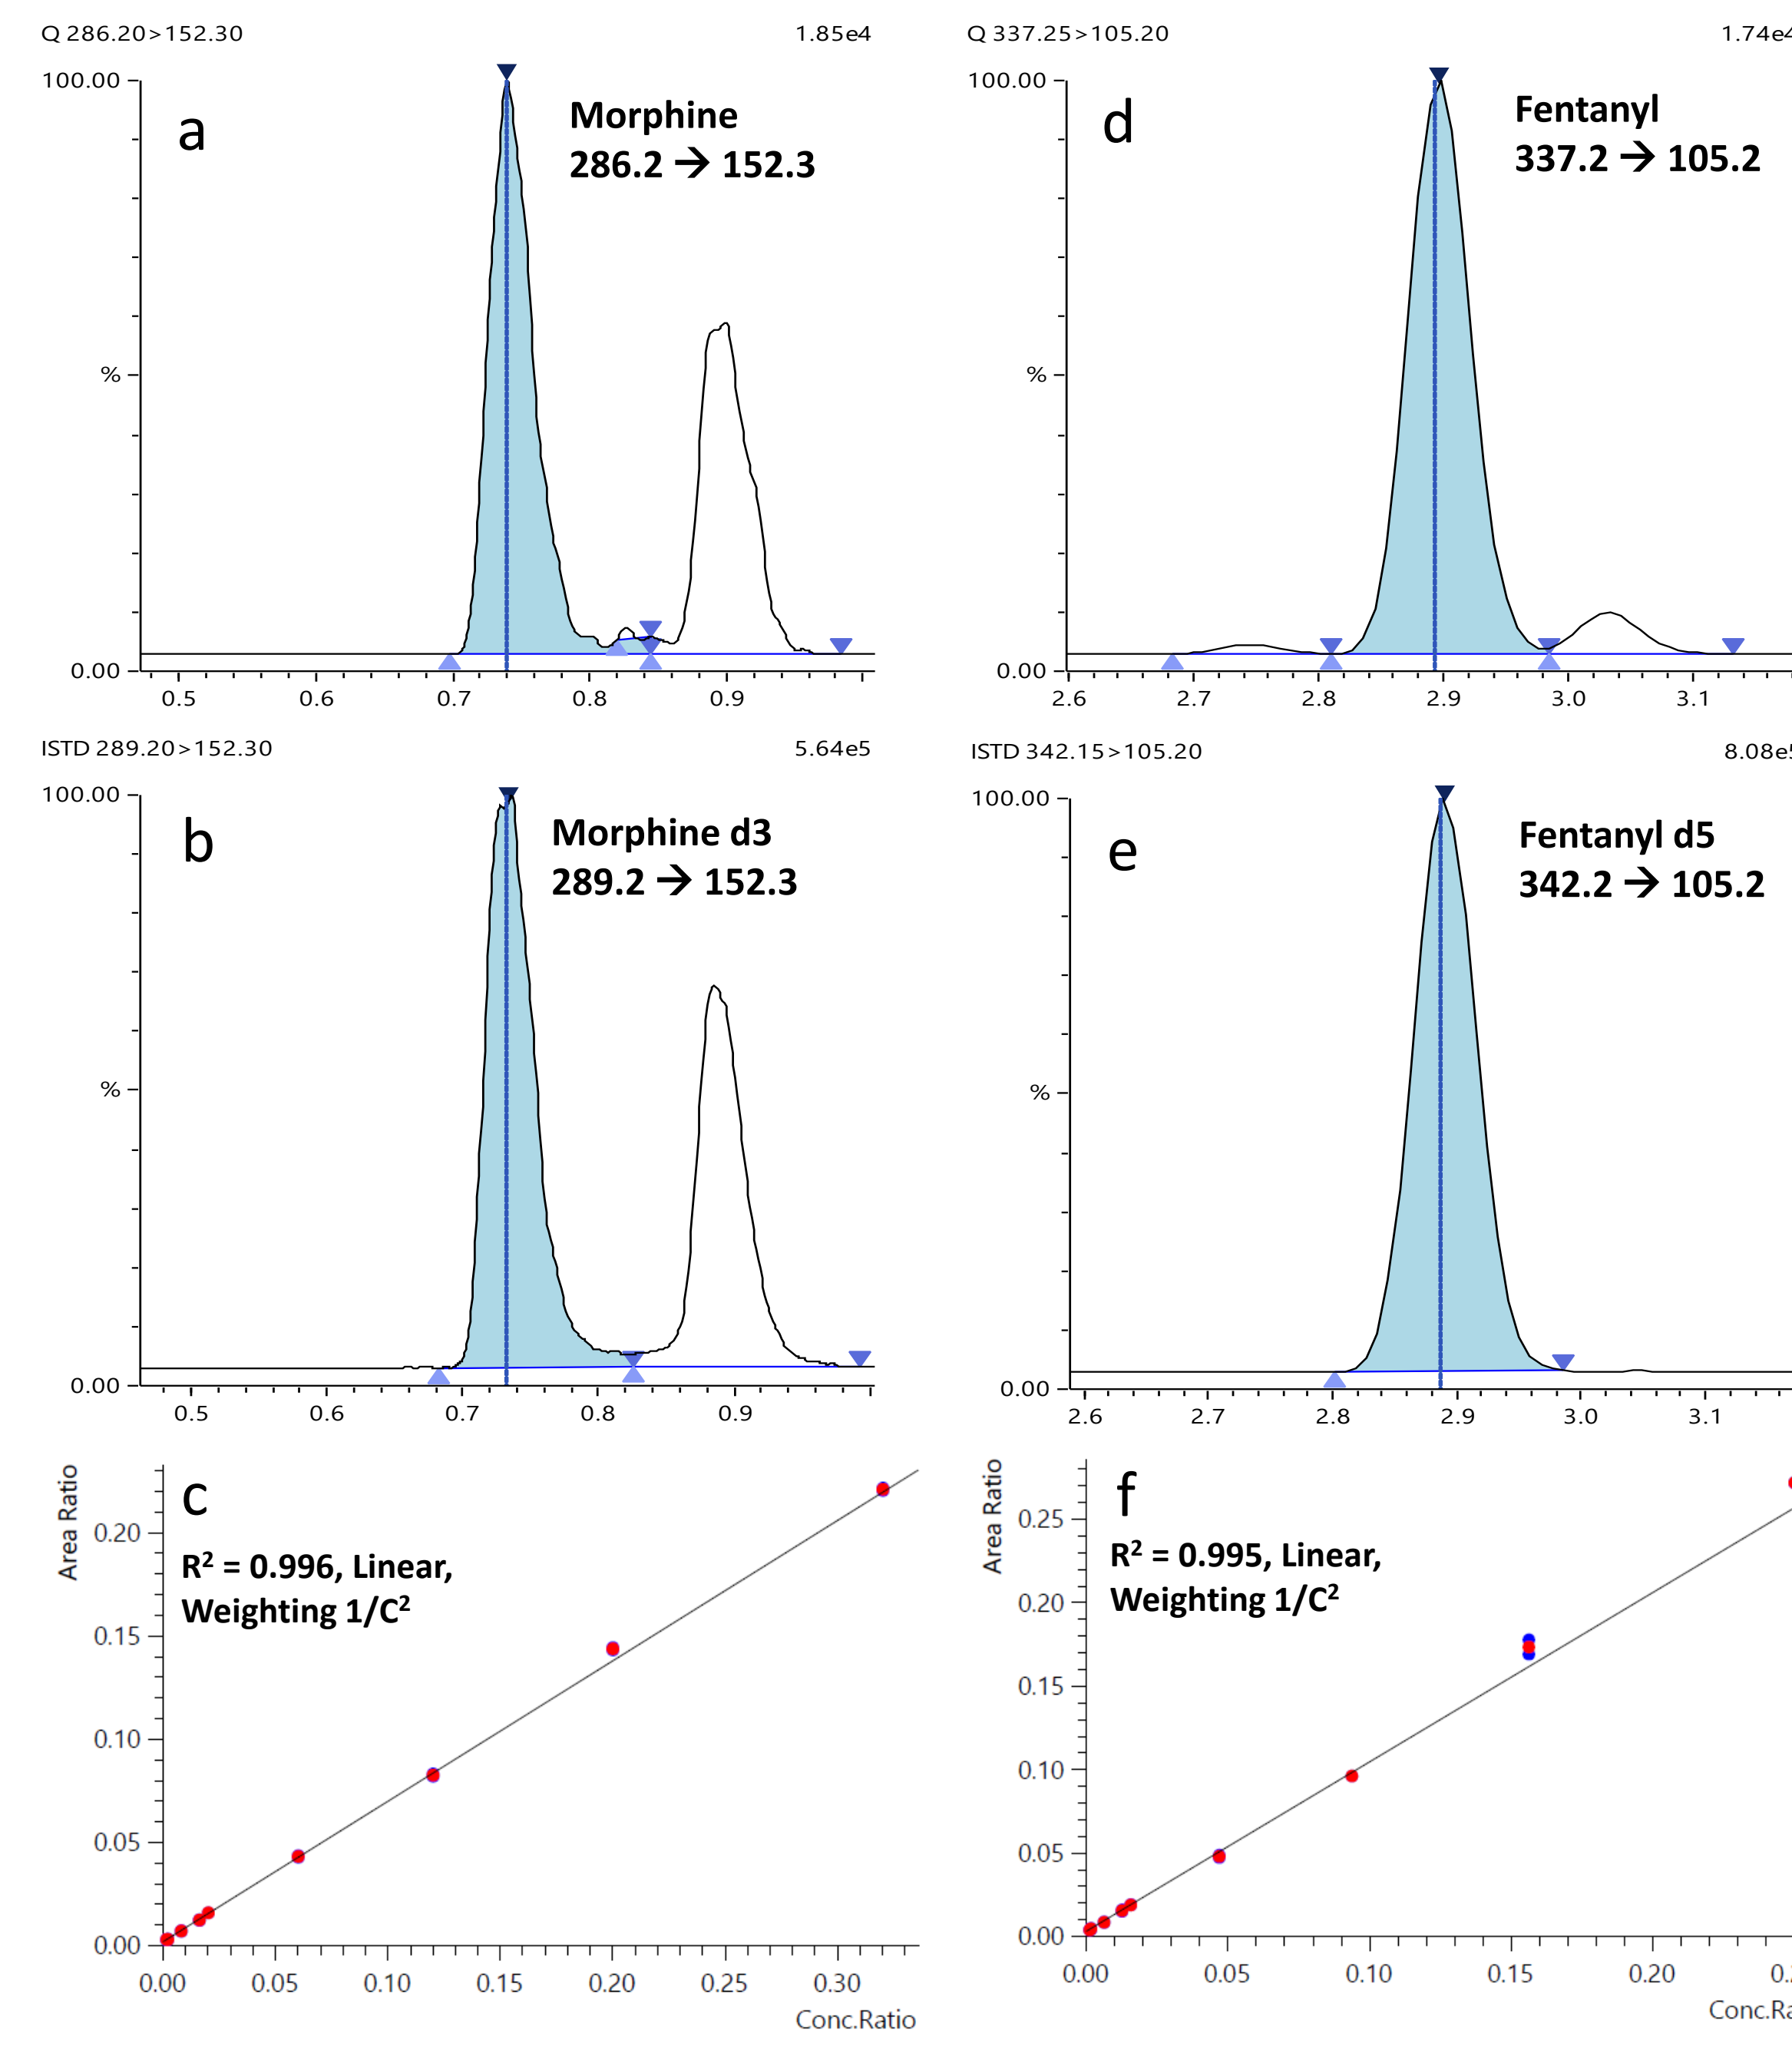 Q 286.20>152.30 1.85e4
a
Morphine
286.2 → 152.3
100.00
%
0.00
0.5 0.6 0.7 0.8 0.9
Q 337.25>105.20 1.74e4
d
Fentanyl
337.2 → 105.2
100.00
%
0.00
2.6 2.7 2.8 2.9 3.0 3.1
ISTD 289.20>152.30 5.64e5
b
Morphine d3
289.2 → 152.3
100.00
%
0.00
0.5 0.6 0.7 0.8 0.9
ISTD 342.15>105.20 8.08e5
e
Fentanyl d5
342.2 → 105.2
100.00
%
0.00
2.6 2.7 2.8 2.9 3.0 3.1
c
R² = 0.996, Linear,
Weighting 1/C²
Area Ratio
0.20
0.15
0.10
0.05
0.00
0.00 0.05 0.10 0.15 0.20 0.25 0.30
Conc.Ratio
f
R² = 0.995, Linear,
Weighting 1/C²
Area Ratio
0.25
0.20
0.15
0.10
0.05
0.00
0.00 0.05 0.10 0.15 0.20